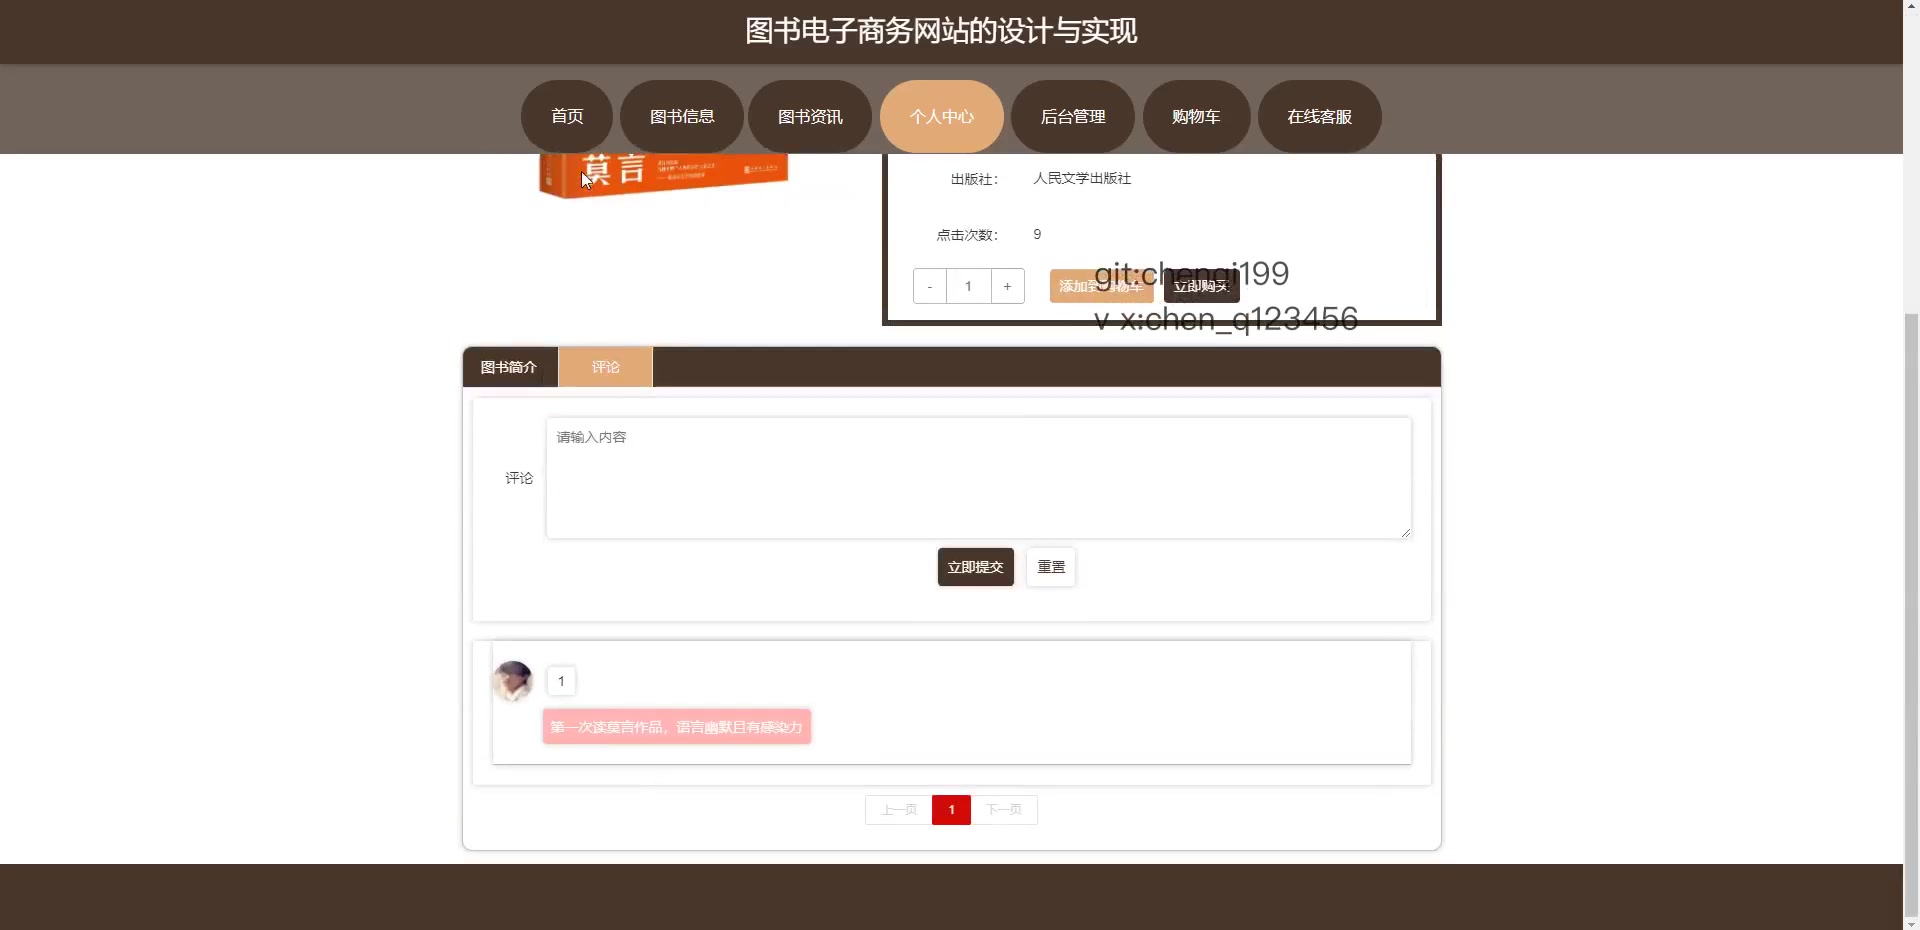 图书电子商务网站的设计与实现
首页 图书信息 图书资讯 个人中心 后台管理 购物车 在线客服
莫言
出版社： 人民文学出版社
点击次数： 9
- 1 + 添加到购物车 立即购买
git:chenqi199
v x:chen_q123456
图书简介 评论
请输入内容
评论
立即提交 重置
1
第一次读莫言作品，语言幽默且有感染力
上一页 1 下一页